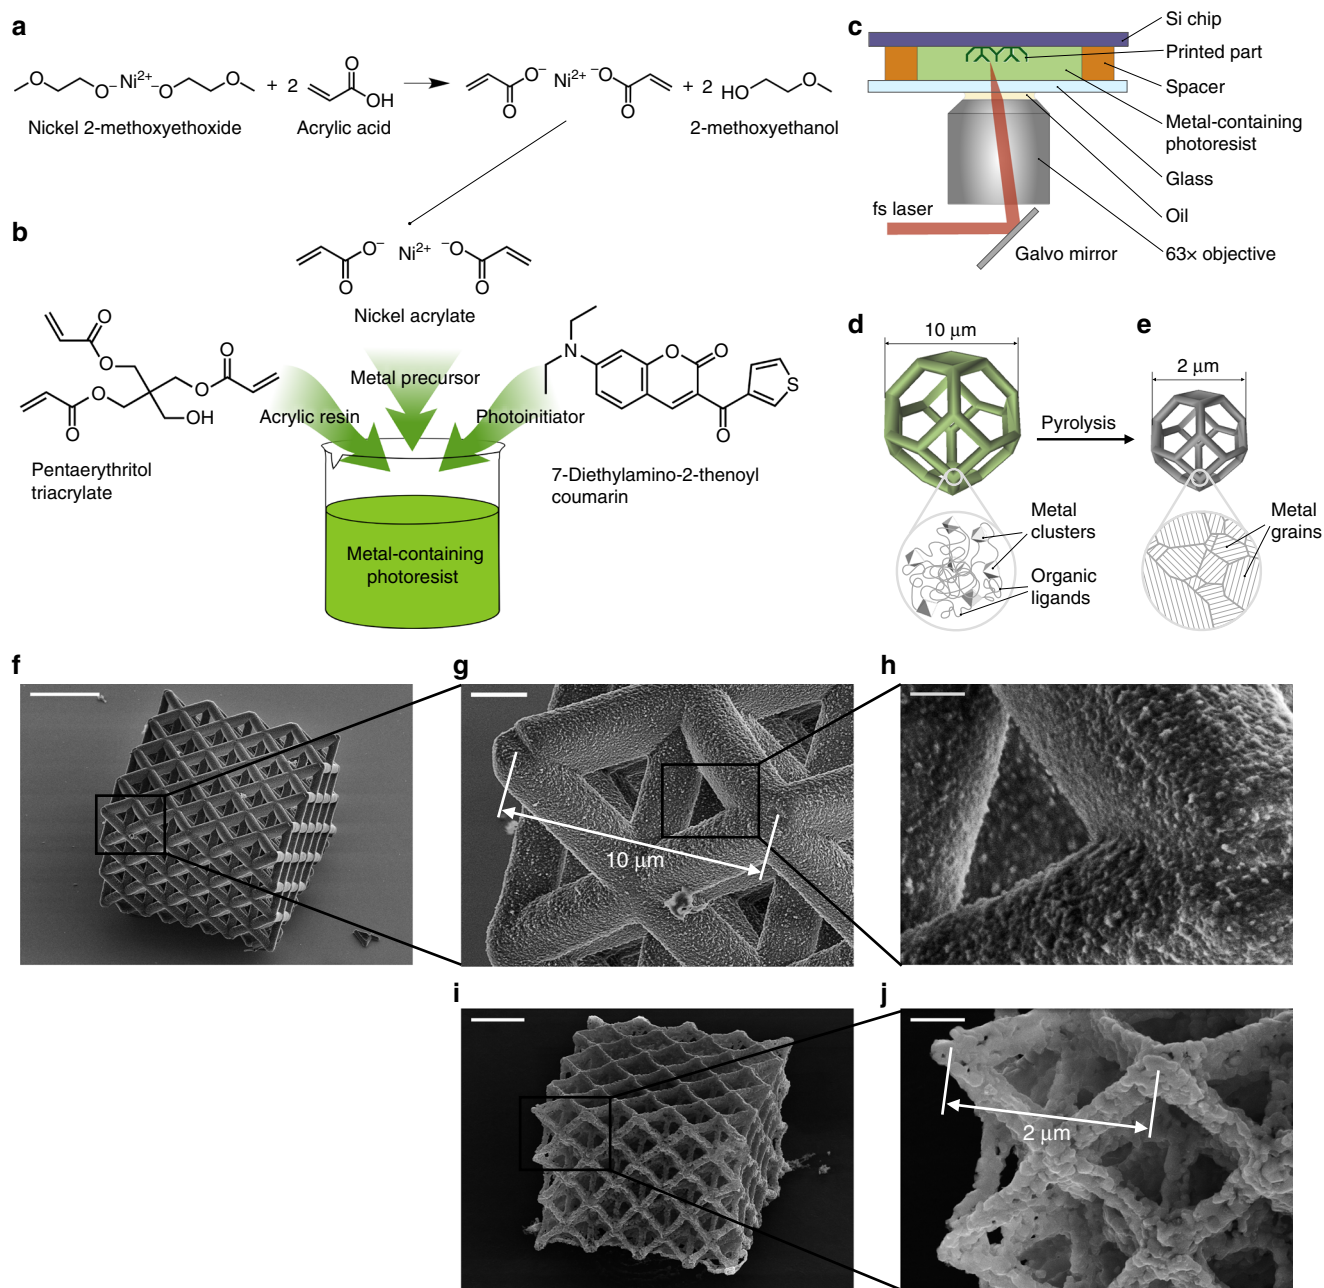 a
O
O⁻ Ni²⁺ ⁻O
O
+ 2
O
OH
O
O⁻ Ni²⁺ ⁻O
O
+ 2 HO
O
Nickel 2-methoxyethoxide
Acrylic acid
2-methoxyethanol
b
O⁻ Ni²⁺ ⁻O
O
O
Nickel acrylate
O
O
O
O
O
O
OH
Pentaerythritol
triacrylate
Acrylic resin
Metal precursor
Photoinitiator
N
O
O
O
S
7-Diethylamino-2-thenoyl
coumarin
Metal-containing
photoresist
c
Si chip
Printed part
Spacer
Metal-containing
photoresist
Glass
Oil
63× objective
fs laser
Galvo mirror
d
10 µm
Pyrolysis
e
2 µm
Metal
clusters
Organic
ligands
Metal
grains
f
g
10 µm
h
i
j
2 µm